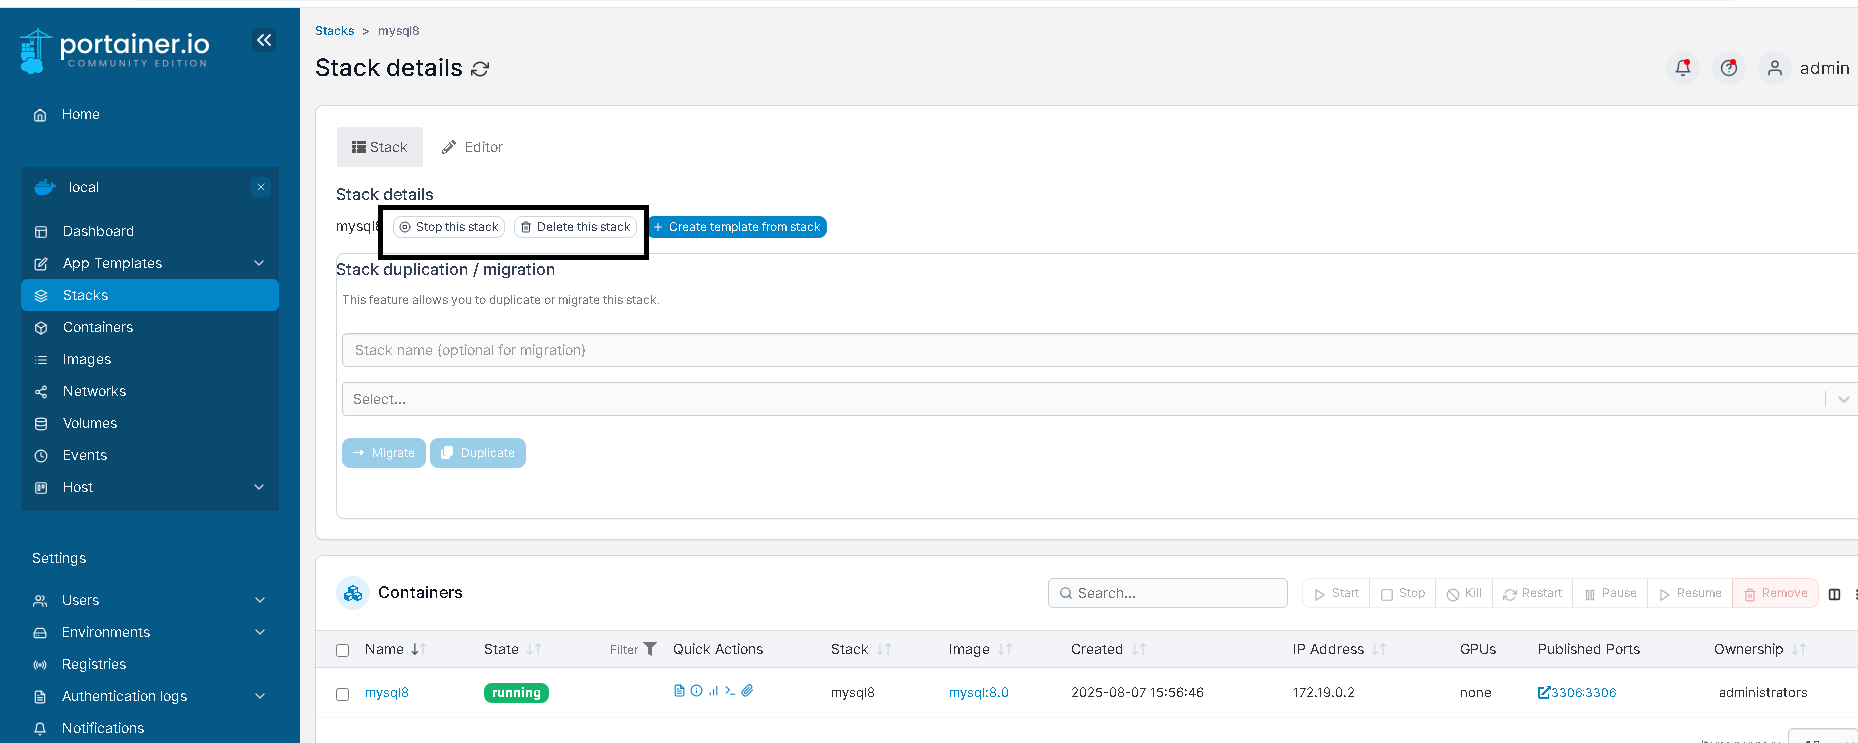 portainer.io
COMMUNITY EDITION
Home
local
Dashboard
App Templates
Stacks
Containers
Images
Networks
Volumes
Events
Host
Settings
Users
Environments
Registries
Authentication logs
Notifications
Stacks > mysql8
Stack details
admin
Stack Editor
Stack details
mysql8 Stop this stack Delete this stack + Create template from stack
Stack duplication / migration
This feature allows you to duplicate or migrate this stack.
Stack name (optional for migration)
Select...
Migrate Duplicate
Containers Search... Start Stop Kill Restart Pause Resume Remove
Name State Filter Quick Actions Stack Image Created IP Address GPUs Published Ports Ownership
mysql8 running mysql8 mysql:8.0 2025-08-07 15:56:46 172.19.0.2 none 3306:3306 administrators